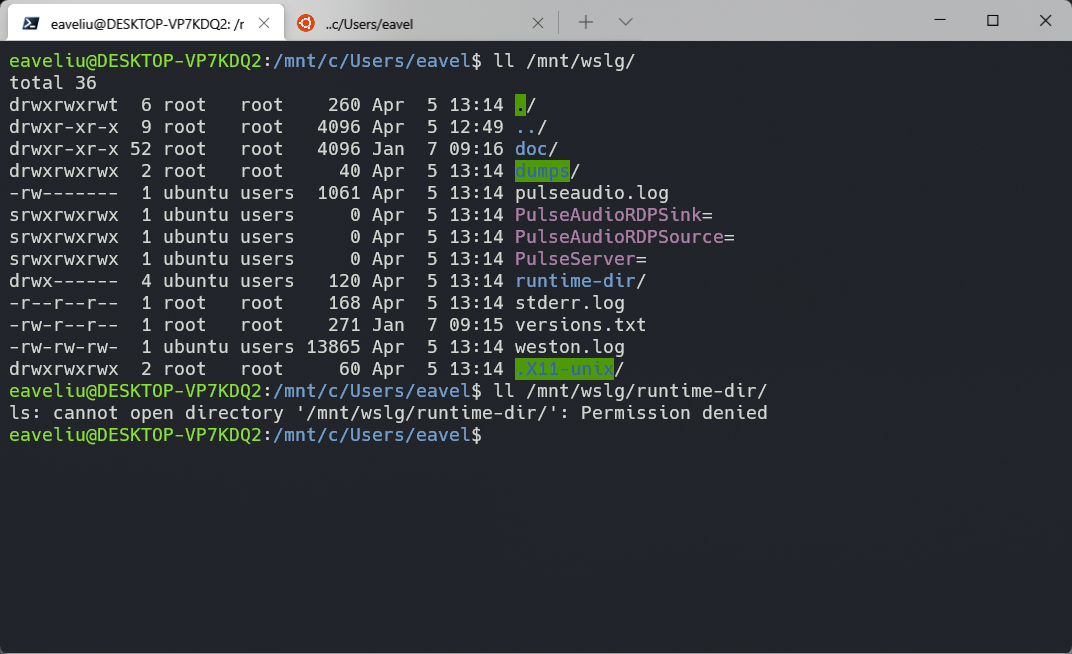 eaveliu@DESKTOP-VP7KDQ2: /r ..c/Users/eavel
eaveliu@DESKTOP-VP7KDQ2:/mnt/c/Users/eavel$ ll /mnt/wslg/
total 36
drwxrwxrwt  6 root   root     260 Apr  5 13:14 ./
drwxr-xr-x  9 root   root    4096 Apr  5 12:49 ../
drwxr-xr-x 52 root   root    4096 Jan  7 09:16 doc/
drwxrwxrwx  2 root   root      40 Apr  5 13:14 dumps/
-rw-------  1 ubuntu users  1061 Apr  5 13:14 pulseaudio.log
srwxrwxrwx  1 ubuntu users     0 Apr  5 13:14 PulseAudioRDPSink=
srwxrwxrwx  1 ubuntu users     0 Apr  5 13:14 PulseAudioRDPSource=
srwxrwxrwx  1 ubuntu users     0 Apr  5 13:14 PulseServer=
drwx------  4 ubuntu users   120 Apr  5 13:14 runtime-dir/
-r--r--r--  1 root   root     168 Apr  5 13:14 stderr.log
-rw-r--r--  1 root   root     271 Jan  7 09:15 versions.txt
-rw-rw-rw-  1 ubuntu users 13865 Apr  5 13:14 weston.log
drwxrwxrwx  2 root   root      60 Apr  5 13:14 .X11-unix/
eaveliu@DESKTOP-VP7KDQ2:/mnt/c/Users/eavel$ ll /mnt/wslg/runtime-dir/
ls: cannot open directory '/mnt/wslg/runtime-dir/': Permission denied
eaveliu@DESKTOP-VP7KDQ2:/mnt/c/Users/eavel$